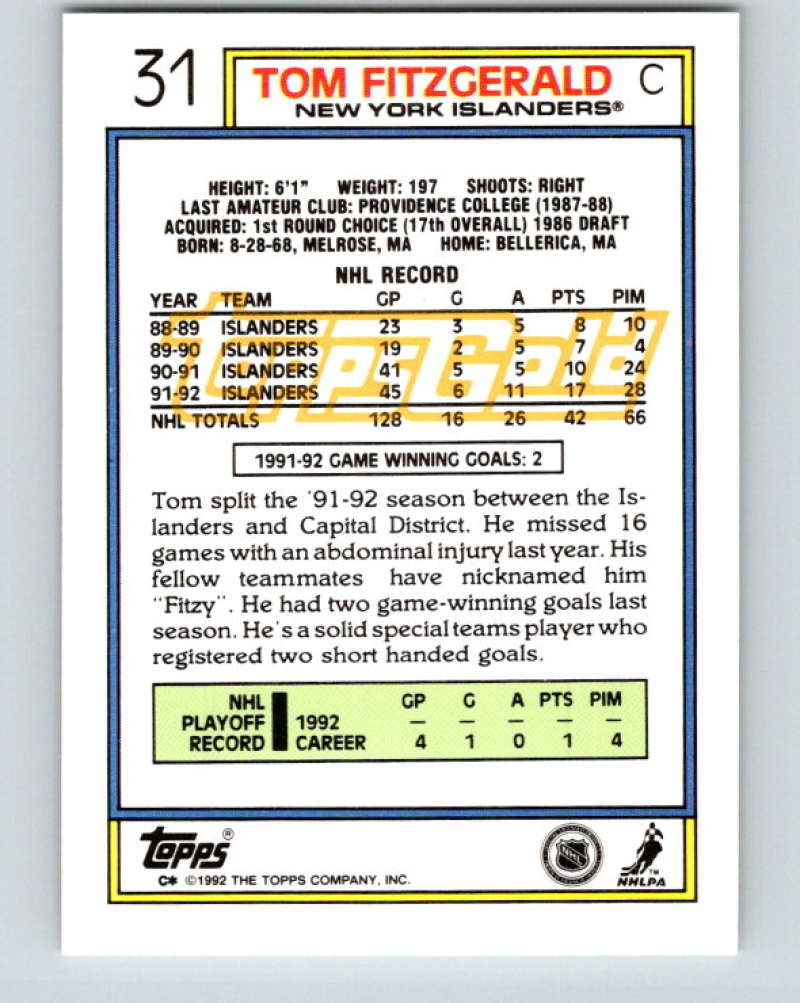 31
TOM FITZGERALD C
NEW YORK ISLANDERS®
HEIGHT: 6'1" WEIGHT: 197 SHOOTS: RIGHT
LAST AMATEUR CLUB: PROVIDENCE COLLEGE (1987-88)
ACQUIRED: 1st ROUND CHOICE (17th OVERALL) 1986 DRAFT
BORN: 8-28-68, MELROSE, MA HOME: BELLERICA, MA
NHL RECORD
YEAR TEAM GP G A PTS PIM
88-89 ISLANDERS 23 3 5 8 10
89-90 ISLANDERS 19 2 5 7 4
90-91 ISLANDERS 41 5 5 10 24
91-92 ISLANDERS 45 6 11 17 28
NHL TOTALS 128 16 26 42 66
ToppsGold
1991-92 GAME WINNING GOALS: 2
Tom split the '91-92 season between the Is-
landers and Capital District. He missed 16
games with an abdominal injury last year. His
fellow teammates have nicknamed him
"Fitzy". He had two game-winning goals last
season. He's a solid special teams player who
registered two short handed goals.
NHL GP G A PTS PIM
PLAYOFF 1992 — — — — —
RECORD CAREER 4 1 0 1 4
TOPPS®
C* ©1992 THE TOPPS COMPANY, INC.
NHL
NHLPA™